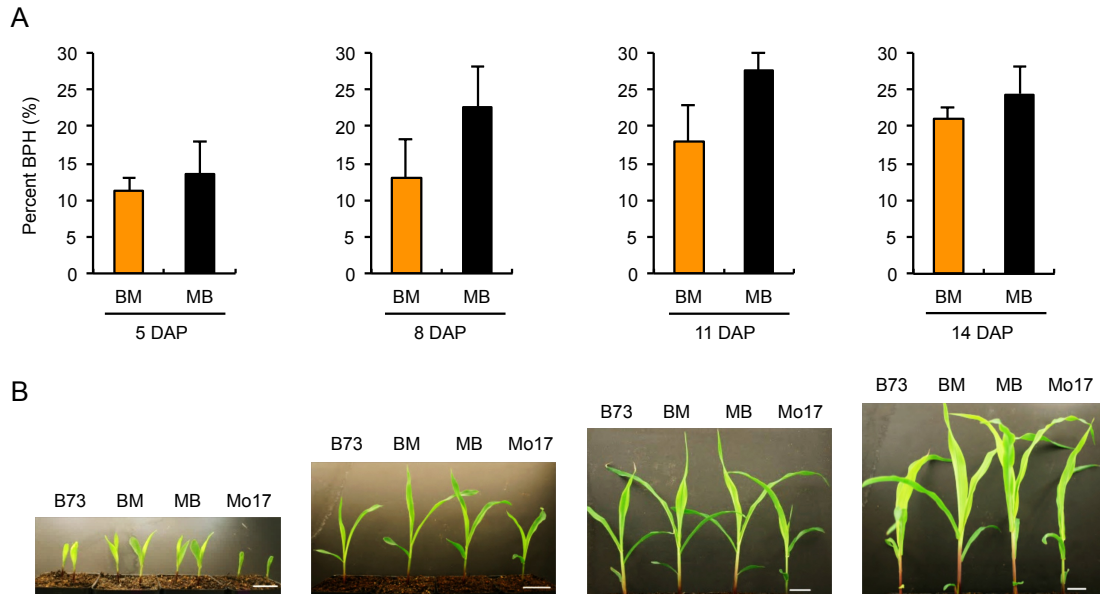 A
Percent BPH (%)
30 30 30 30
25 25 25 25
20 20 20 20
15 15 15 15
10 10 10 10
5 5 5 5
0 0 0 0
BM MB BM MB BM MB BM MB
5 DAP 8 DAP 11 DAP 14 DAP
B
B73 BM MB Mo17
B73 BM MB Mo17
B73 BM MB Mo17
B73 BM MB Mo17